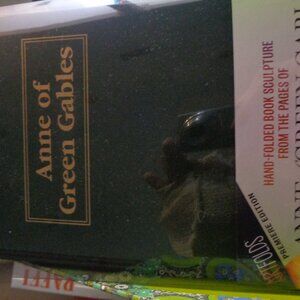 Anne of
Green Gables
HAND-FOLDED BOOK SCULPTURE
FROM THE PAGES OF
PREMIERE EDITION